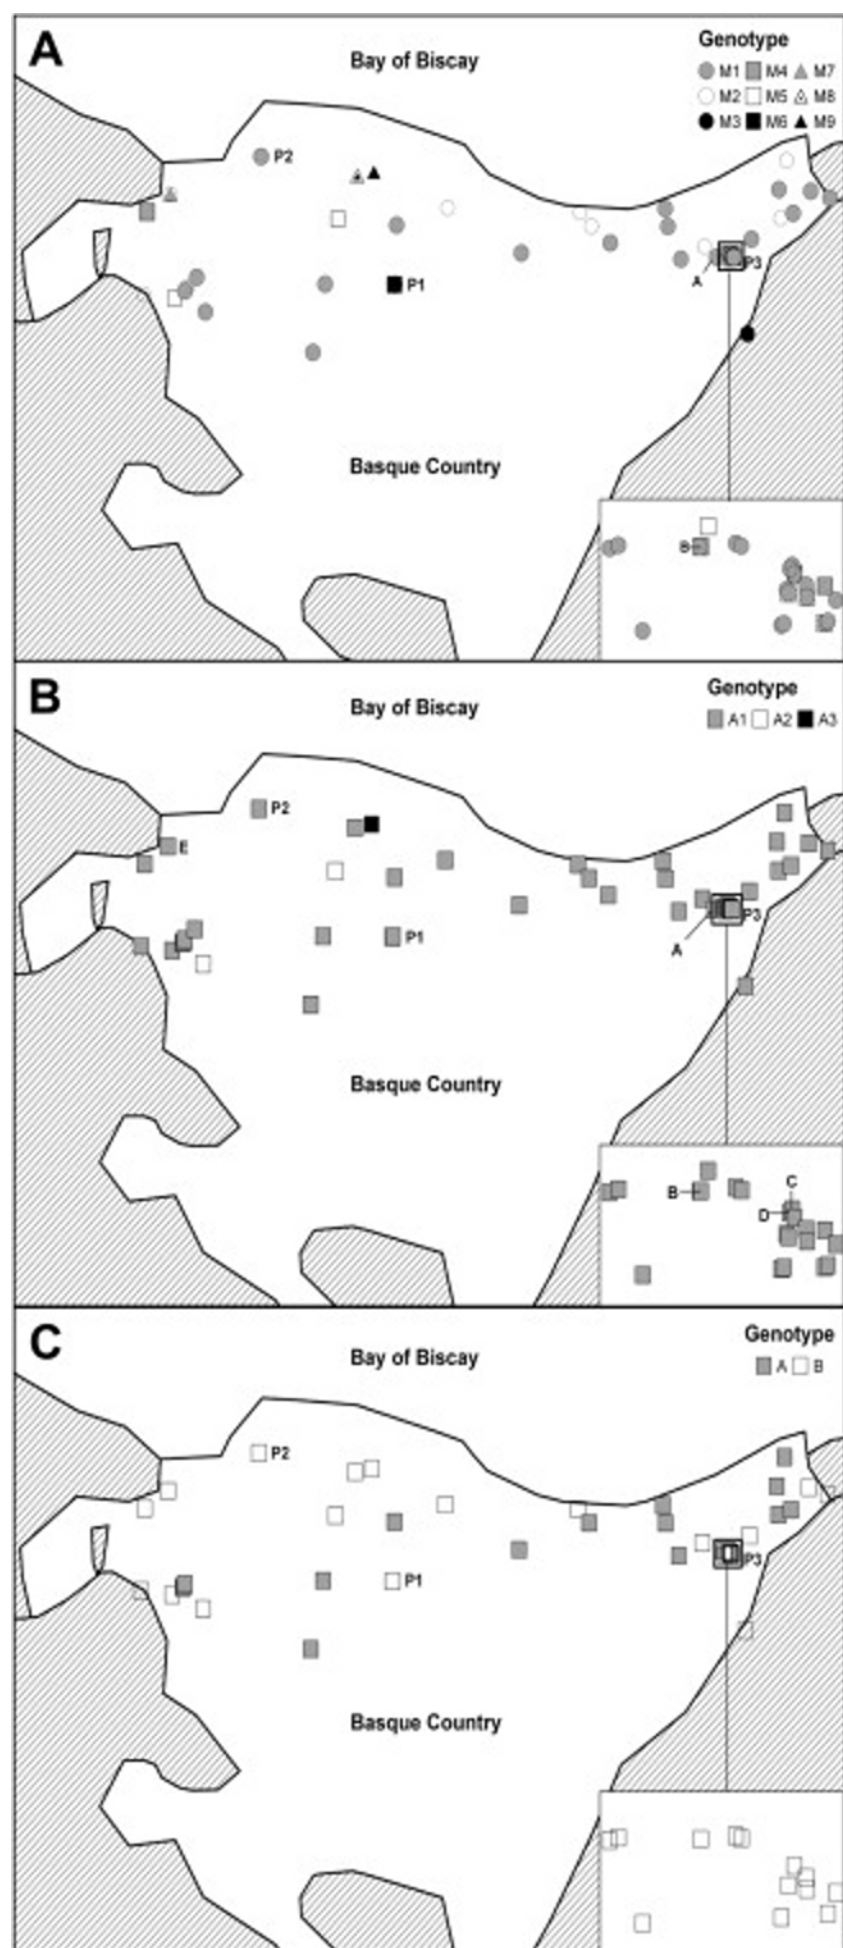 A
Bay of Biscay
Genotype
M1 M4 M7
M2 M5 M8
M3 M6 M9
P2
P1
P3
A
Basque Country
B
B
Bay of Biscay
Genotype
A1 A2 A3
P2
E
P1
P3
A
Basque Country
C
B
D
C
Bay of Biscay
Genotype
A B
P2
P1
P3
Basque Country